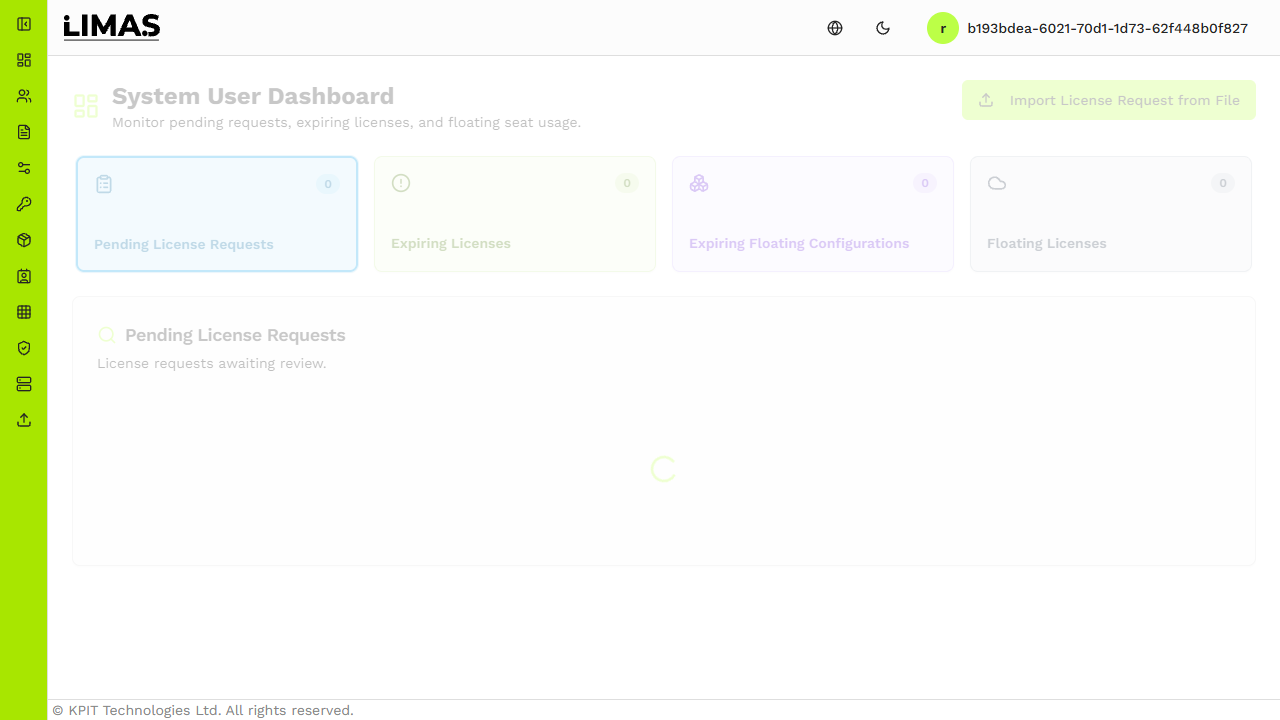 iLIMAS
r
b193bdea-6021-70d1-1d73-62f448b0f827
System User Dashboard
Monitor pending requests, expiring licenses, and floating seat usage.
Import License Request from File
0
Pending License Requests
0
Expiring Licenses
0
Expiring Floating Configurations
0
Floating Licenses
Pending License Requests
License requests awaiting review.
© KPIT Technologies Ltd. All rights reserved.